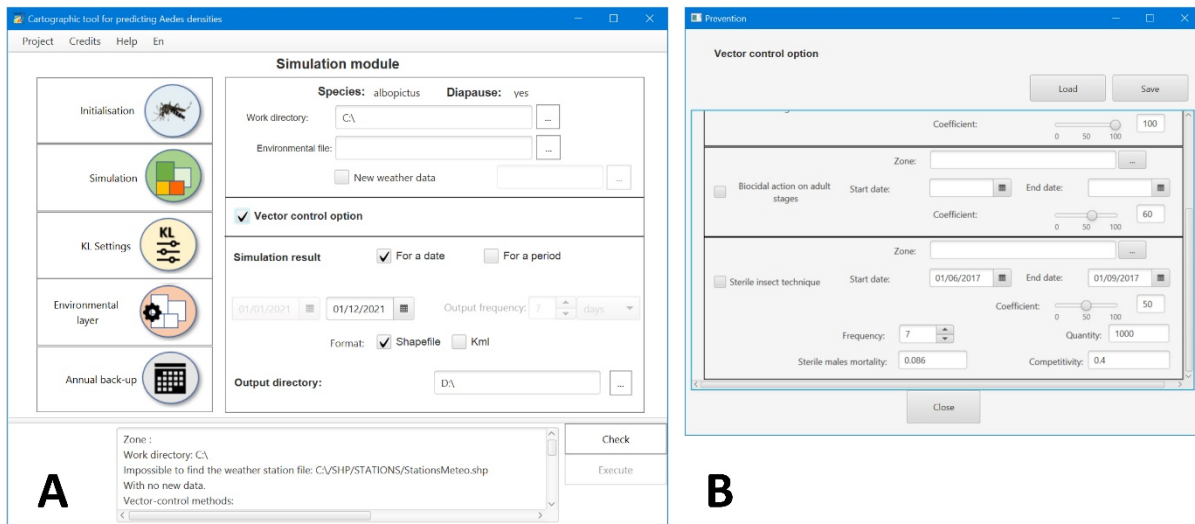 Cartographic tool for predicting Aedes densities
Project Credits Help En
Simulation module
Initialisation
Simulation
KL Settings
KL
Environmental
layer
Annual back-up
Species: albopictus Diapause: yes
Work directory: C:\ ...
Environmental file: ...
New weather data ...
Vector control option
Simulation result For a date For a period
01/01/2021 01/12/2021 Output frequency: 7 days
Format: Shapefile Kml
Output directory: D:\ ...
Zone :
Work directory: C:\
Impossible to find the weather station file: C:\/SHP/STATIONS/StationsMeteo.shp
With no new data.
Vector-control methods:
Check
Execute
A
Prevention
Vector control option
Load Save
Coefficient: 0 50 100 100
Zone: ...
Biocidal action on adult
stages
Start date: End date:
Coefficient: 0 50 100 60
Zone: ...
Sterile insect technique Start date: 01/06/2017 End date: 01/09/2017
Coefficient: 0 50 100 50
Frequency: 7 Quantity: 1000
Sterile males mortality: 0.086 Competitivity: 0.4
Close
B